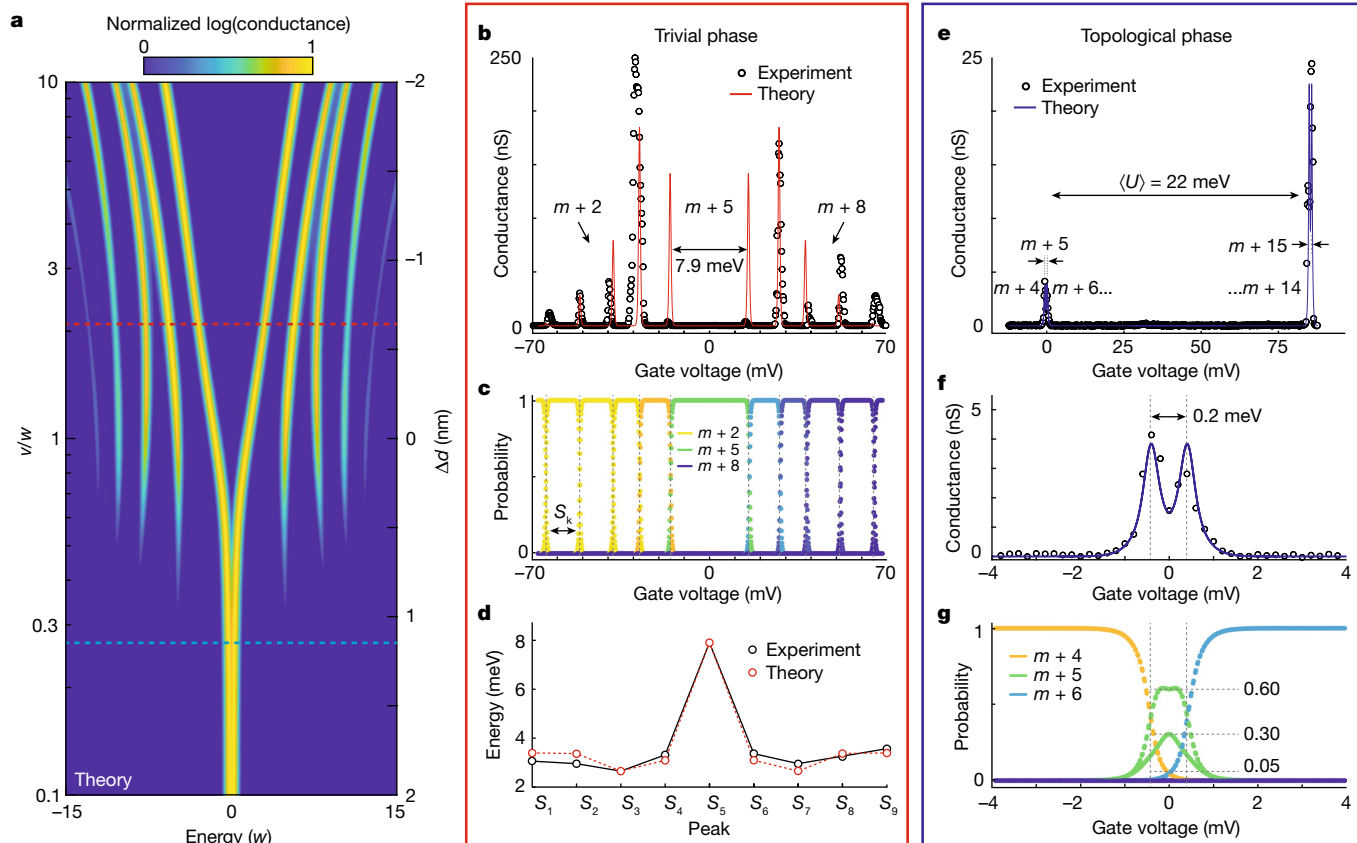 a
Normalized log(conductance)
0 1
10
3
1
0.3
0.1
v/w
−2
−1
0
1
2
Δd (nm)
Theory
−15 0 15
Energy (w)
b
Trivial phase
250
0
Conductance (nS)
Experiment
Theory
m + 2
m + 5
m + 8
7.9 meV
−70 0 70
Gate voltage (mV)
c
1
0
Probability
m + 2
m + 5
m + 8
Sk
−70 0 70
Gate voltage (mV)
d
8
6
4
2
Energy (meV)
Experiment
Theory
S1 S2 S3 S4 S5 S6 S7 S8 S9
Peak
e
Topological phase
25
0
Conductance (nS)
Experiment
Theory
⟨U⟩ = 22 meV
m + 5
m + 15
m + 4 m + 6... ...m + 14
0 25 50 75
Gate voltage (mV)
f
5
0
Conductance (nS)
0.2 meV
−4 −2 0 2 4
Gate voltage (mV)
g
1
0
Probability
m + 4
m + 5
m + 6
0.60
0.30
0.05
−4 −2 0 2 4
Gate voltage (mV)